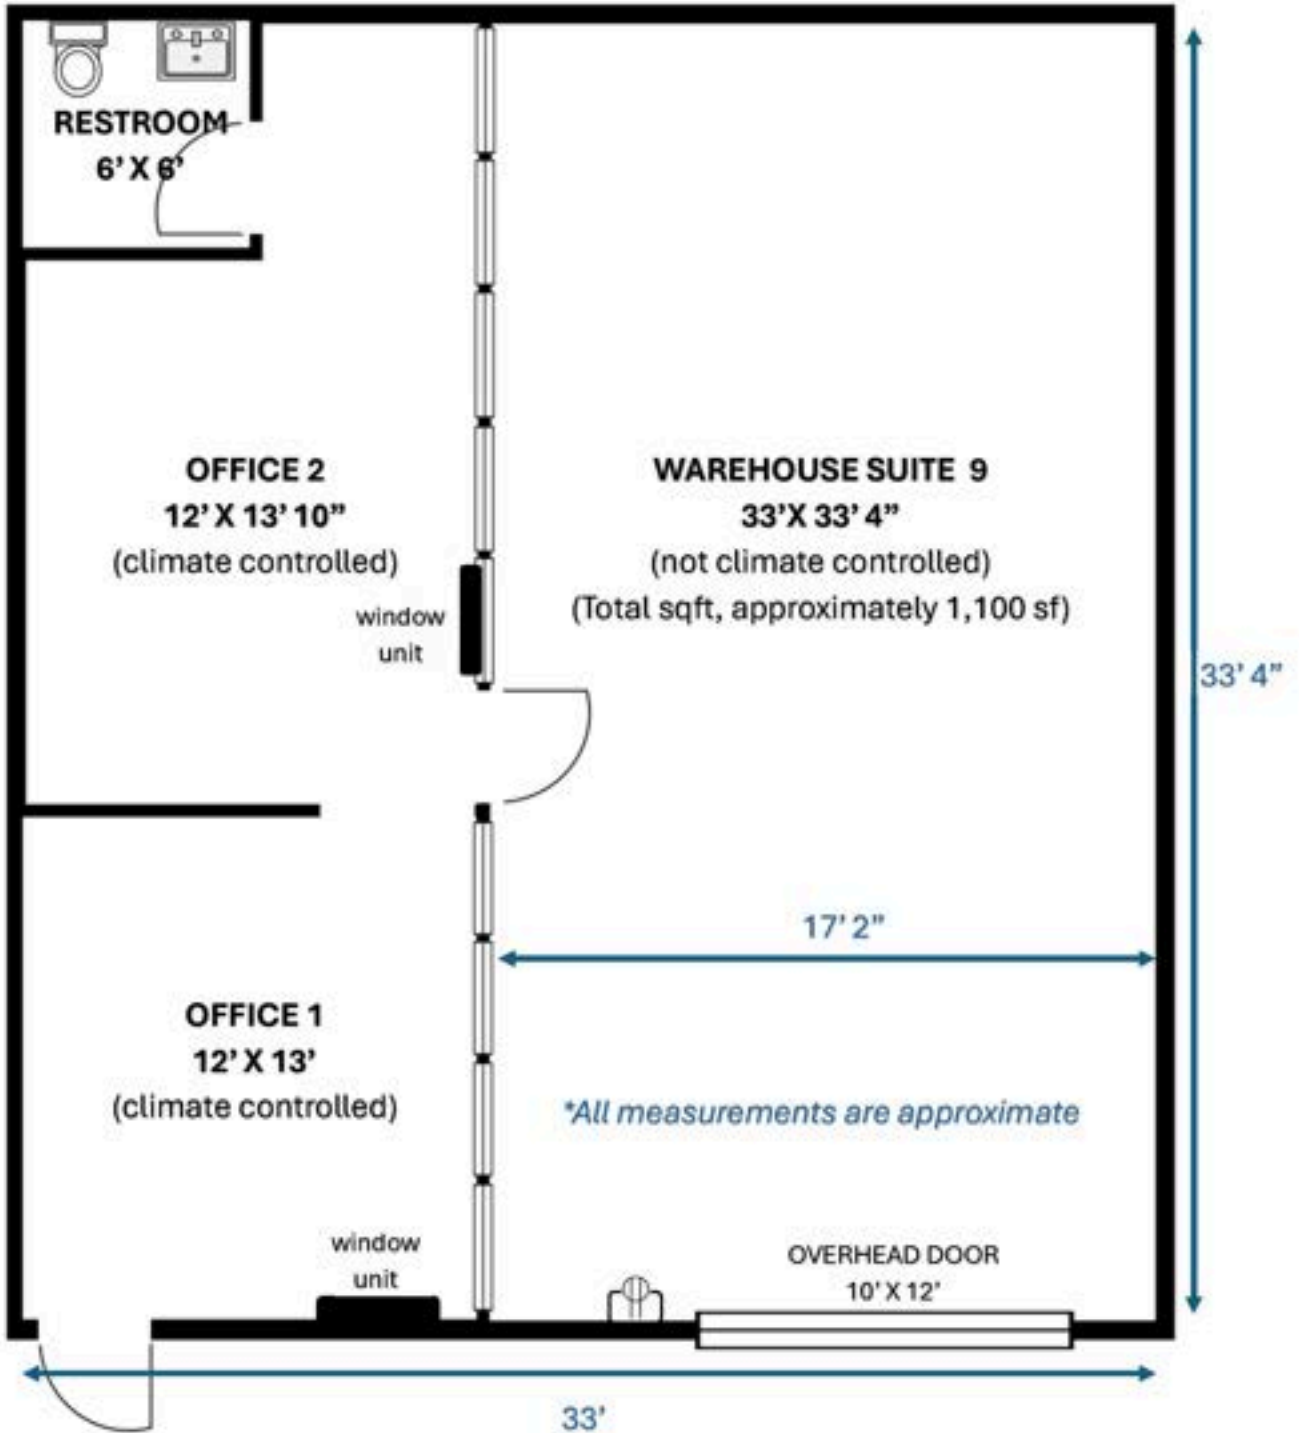 RESTROOM
6' X 6'
OFFICE 2
12' X 13' 10”
(climate controlled)
window
unit
WAREHOUSE SUITE 9
33'X 33' 4”
(not climate controlled)
(Total sqft, approximately 1,100 sf)
33' 4”
17' 2”
OFFICE 1
12' X 13'
(climate controlled)
*All measurements are approximate
window
unit
OVERHEAD DOOR
10' X 12'
33'